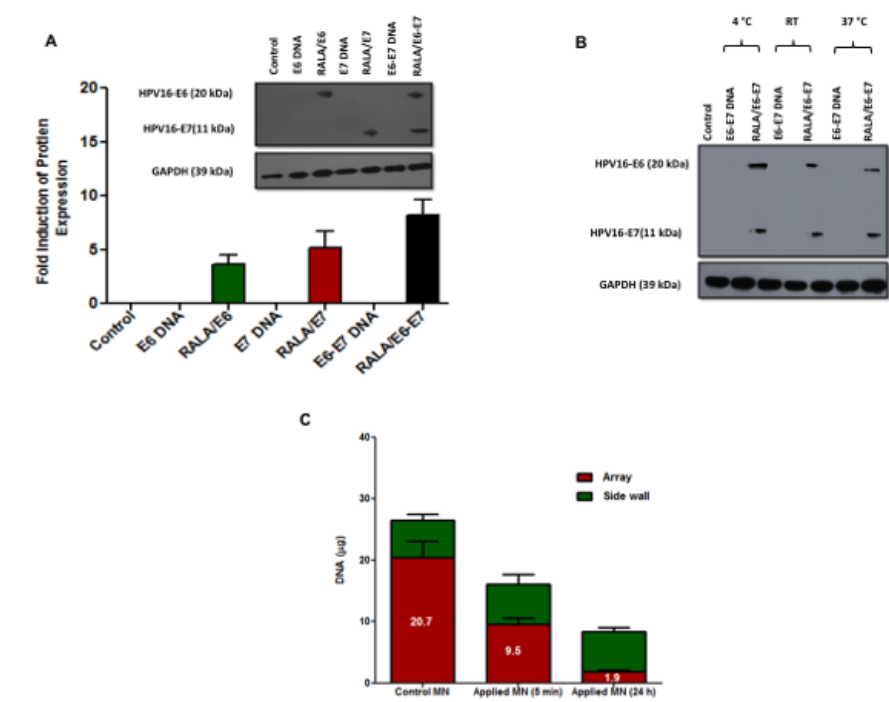 A
Control
E6 DNA
RALA/E6
E7 DNA
RALA/E7
E6-E7 DNA
RALA/E6-E7
HPV16-E6 (20 kDa)
HPV16-E7(11 kDa)
GAPDH (39 kDa)
Fold Induction of Protien
Expression
20
15
10
5
0
Control
E6 DNA
RALA/E6
E7 DNA
RALA/E7
E6-E7 DNA
RALA/E6-E7
B
4 °C
RT
37 °C
Control
E6-E7 DNA
RALA/E6-E7
E6-E7 DNA
RALA/E6-E7
E6-E7 DNA
RALA/E6-E7
HPV16-E6 (20 kDa)
HPV16-E7(11 kDa)
GAPDH (39 kDa)
C
DNA (µg)
40
30
20
10
0
Array
Side wall
20.7
9.5
1.9
Control MN
Applied MN (5 min)
Applied MN (24 h)